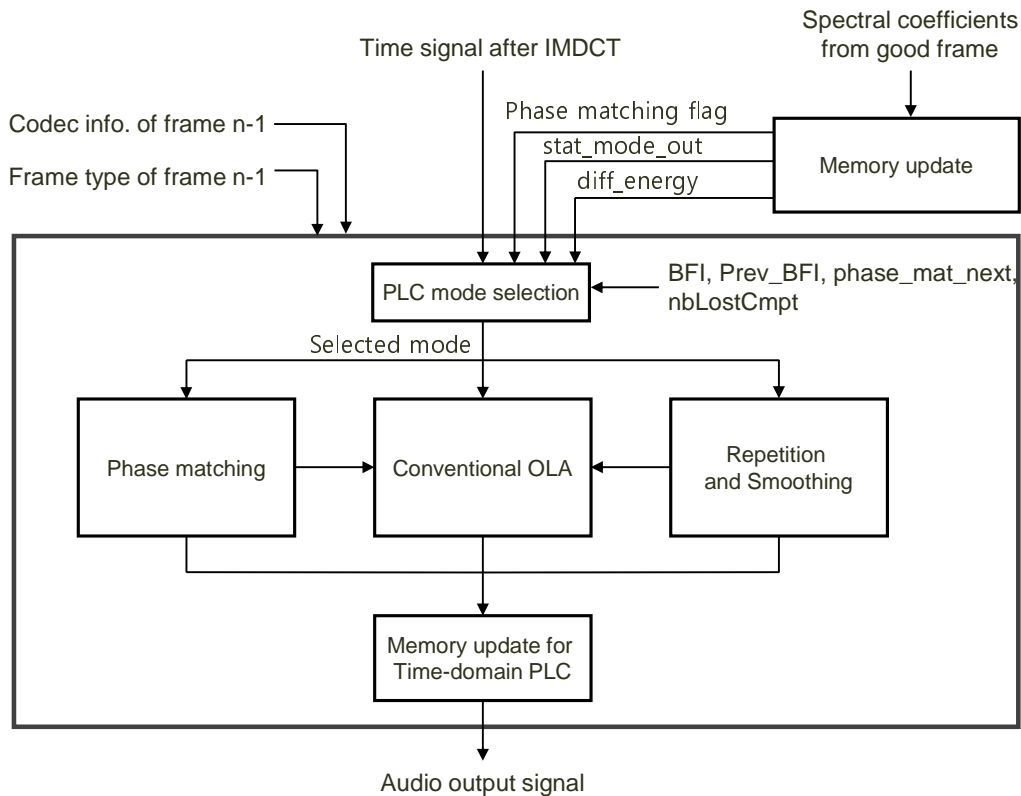 Spectral coefficients
from good frame
Time signal after IMDCT
Phase matching flag
Codec info. of frame n-1
stat_mode_out
Memory update
Frame type of frame n-1
diff_energy
BFI, Prev_BFI, phase_mat_next,
nbLostCmpt
PLC mode selection
Selected mode
Phase matching
Conventional OLA
Repetition
and Smoothing
Memory update for
Time-domain PLC
Audio output signal